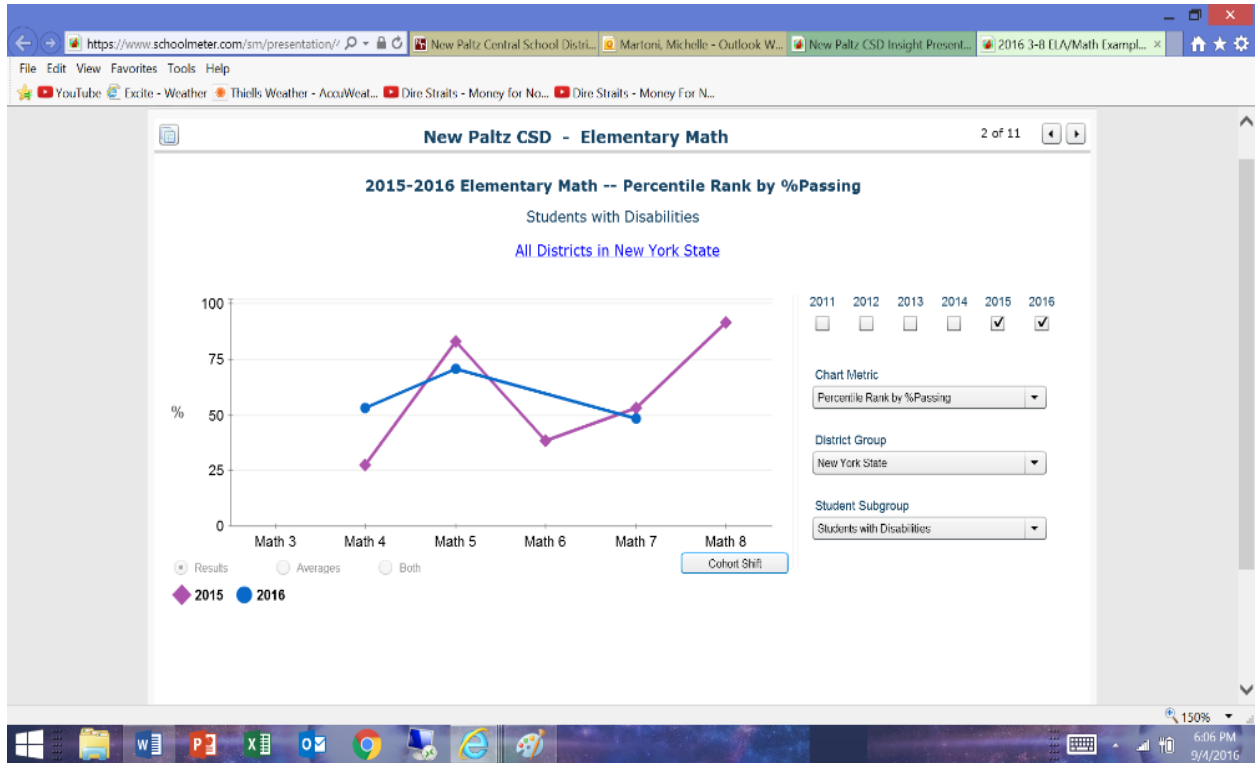 https://www.schoolmeter.com/sm/presentation/
New Paltz Central School Distri...
Martoni, Michelle - Outlook W...
New Paltz CSD Insight Present...
2016 3-8 ELA/Math Exampl...
File Edit View Favorites Tools Help
YouTube Excite - Weather Thiells Weather - AccuWeat... Dire Straits - Money for No... Dire Straits - Money For N...
New Paltz CSD - Elementary Math
2 of 11
2015-2016 Elementary Math -- Percentile Rank by %Passing
Students with Disabilities
All Districts in New York State
100
75
50
25
0
%
Math 3 Math 4 Math 5 Math 6 Math 7 Math 8
Results Averages Both
Cohort Shift
2015 2016
2011 2012 2013 2014 2015 2016
Chart Metric
Percentile Rank by %Passing
District Group
New York State
Student Subgroup
Students with Disabilities
150%
6:06 PM
9/4/2016